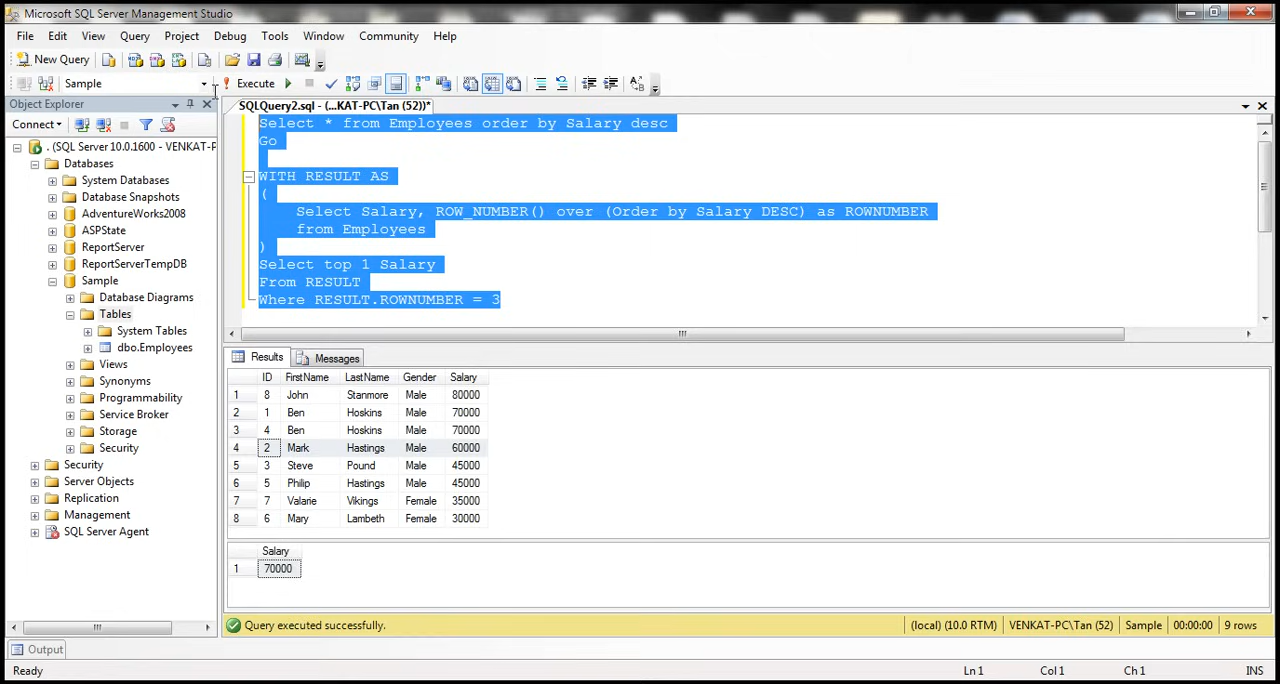 Microsoft SQL Server Management Studio
File Edit View Query Project Debug Tools Window Community Help
New Query
Sample Execute
Object Explorer
SQLQuery2.sql - (...KAT-PC\Tan (52))*
Connect
. (SQL Server 10.0.1600 - VENKAT-P
Databases
System Databases
Database Snapshots
AdventureWorks2008
ASPState
ReportServer
ReportServerTempDB
Sample
Database Diagrams
Tables
System Tables
dbo.Employees
Views
Synonyms
Programmability
Service Broker
Storage
Security
Security
Server Objects
Replication
Management
SQL Server Agent
Select * from Employees order by Salary desc
Go
WITH RESULT AS
(
Select Salary, ROW_NUMBER() over (Order by Salary DESC) as ROWNUMBER
from Employees
)
Select top 1 Salary
From RESULT
Where RESULT.ROWNUMBER = 3
Results Messages
ID FirstName LastName Gender Salary
1 8 John Stanmore Male 80000
2 1 Ben Hoskins Male 70000
3 4 Ben Hoskins Male 70000
4 2 Mark Hastings Male 60000
5 3 Steve Pound Male 45000
6 5 Philip Hastings Male 45000
7 7 Valarie Vikings Female 35000
8 6 Mary Lambeth Female 30000
Salary
1 70000
Query executed successfully. (local) (10.0 RTM) VENKAT-PC\Tan (52) Sample 00:00:00 9 rows
Output
Ready Ln 1 Col 1 Ch 1 INS